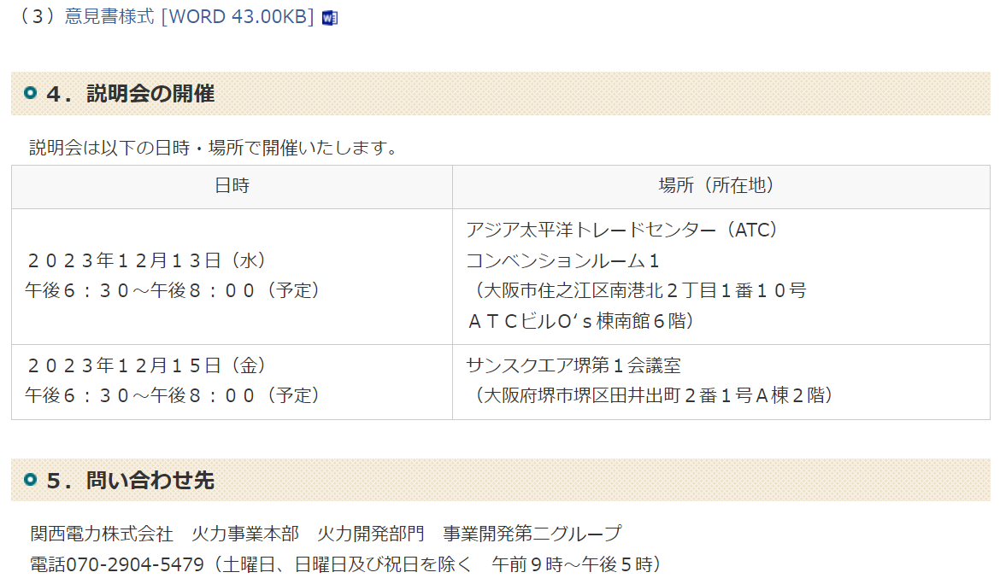 （３）意見書様式 [WORD 43.00KB]
４．説明会の開催
説明会は以下の日時・場所で開催いたします。
日時
場所（所在地）
２０２３年１２月１３日（水）
午後６：３０～午後８：００（予定）
アジア太平洋トレードセンター（ATC）
コンベンションルーム１
（大阪市住之江区南港北２丁目１番１０号
ＡＴＣビルＯ‘ｓ棟南館６階）
２０２３年１２月１５日（金）
午後６：３０～午後８：００（予定）
サンスクエア堺第１会議室
（大阪府堺市堺区田井出町２番１号Ａ棟２階）
５．問い合わせ先
関西電力株式会社　火力事業本部　火力開発部門　事業開発第二グループ
電話070-2904-5479（土曜日、日曜日及び祝日を除く　午前９時～午後５時）